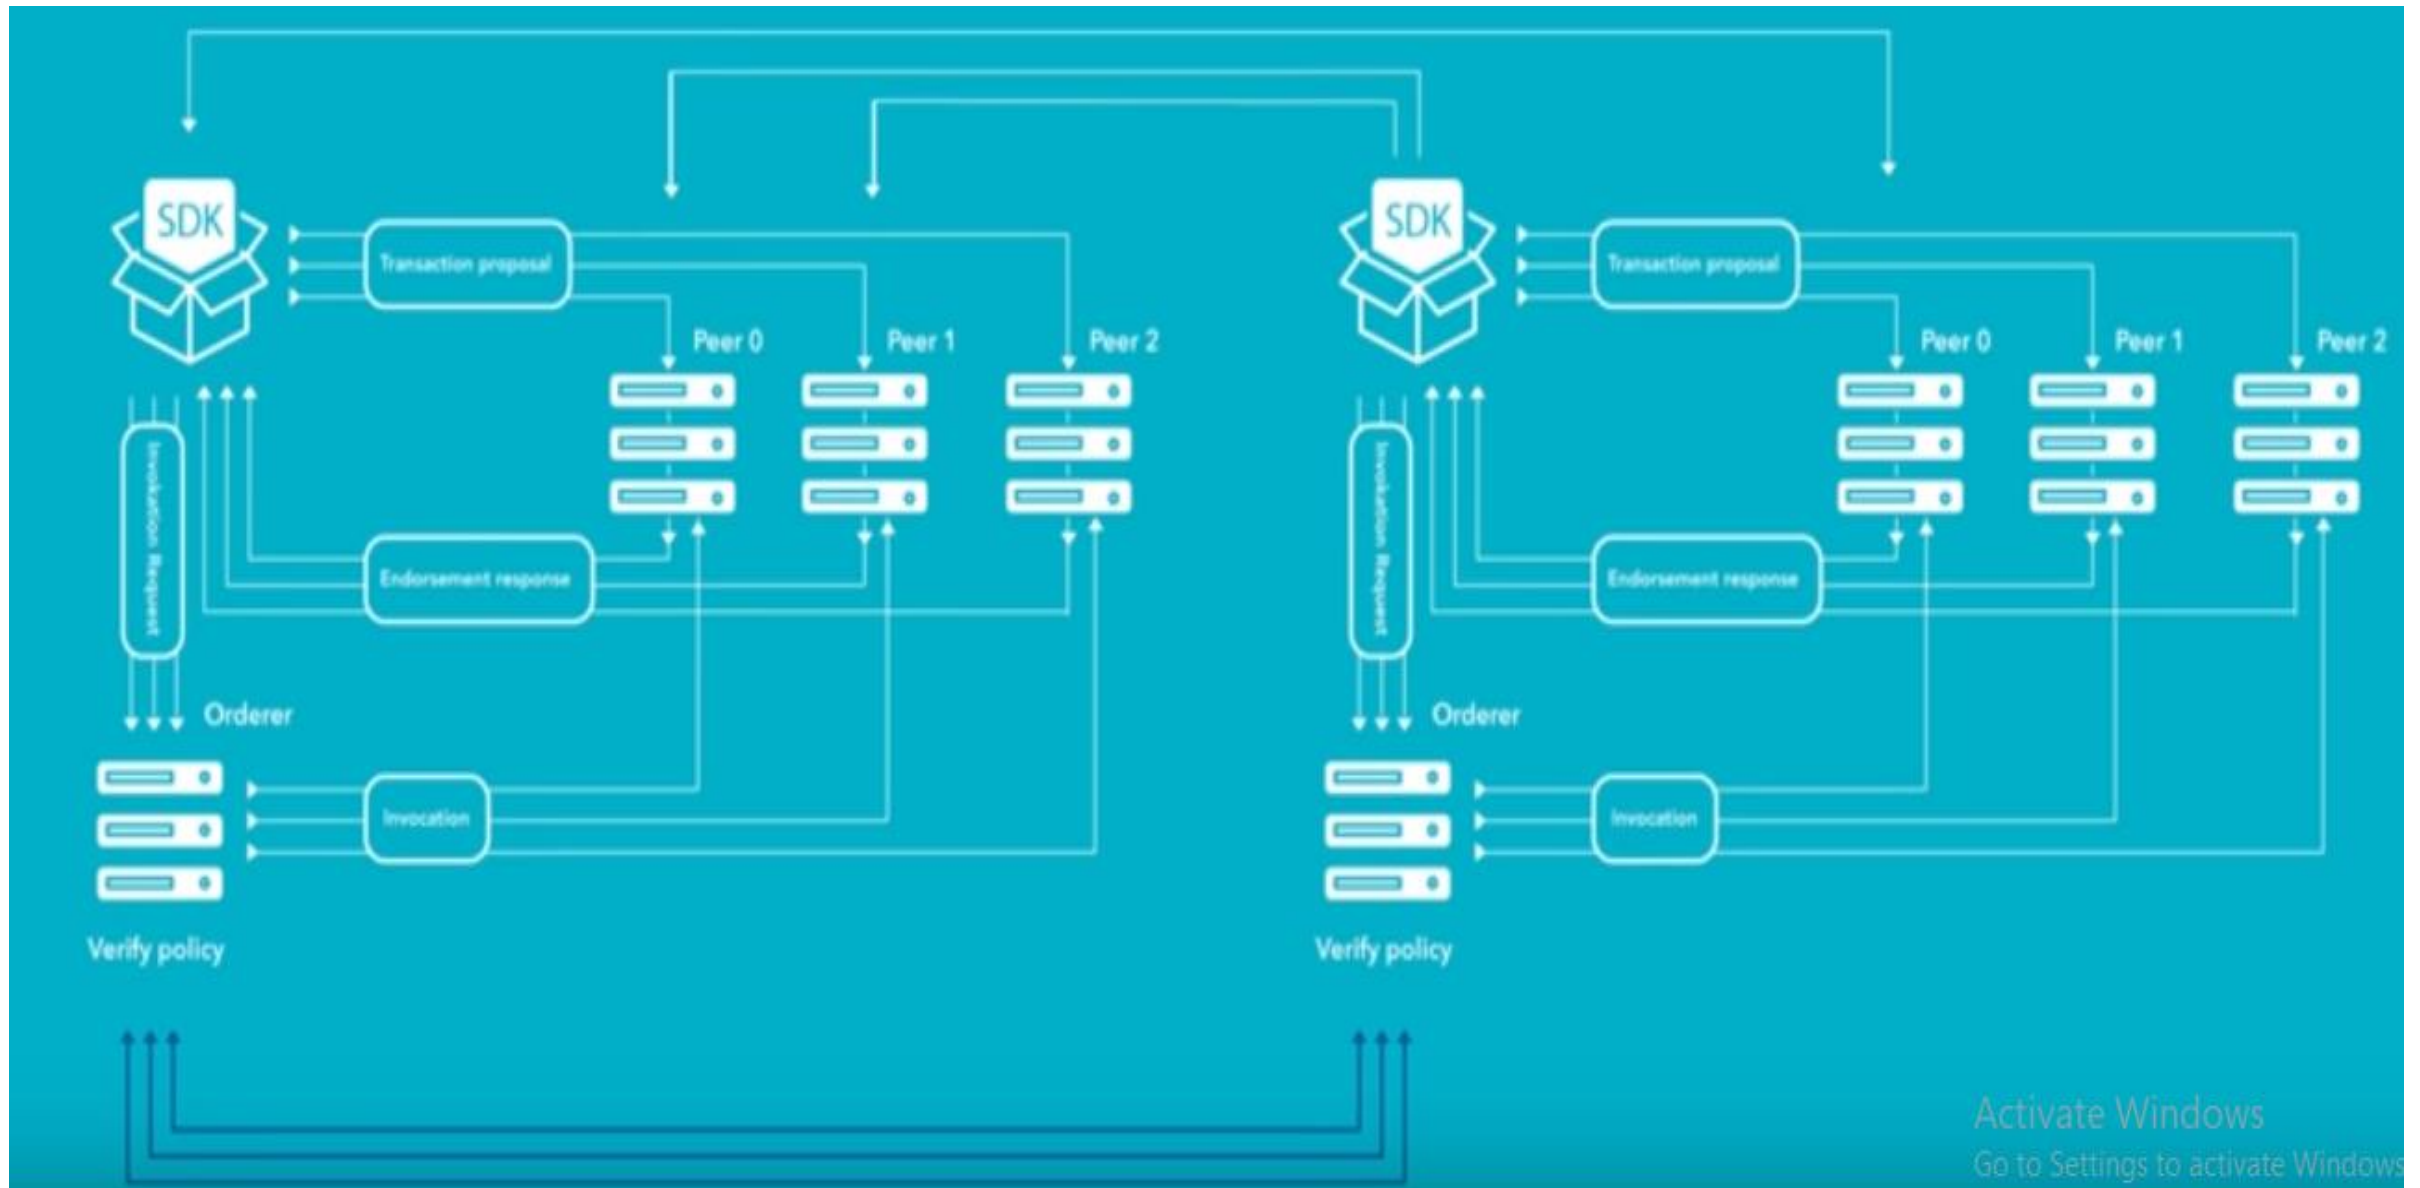 SDK
Transaction proposal
Peer 0
Peer 1
Peer 2
Invokation Request
Endorsement response
Orderer
Invocation
Verify policy
SDK
Transaction proposal
Peer 0
Peer 1
Peer 2
Invokation Request
Endorsement response
Orderer
Invocation
Verify policy
Activate Windows
Go to Settings to activate Windows